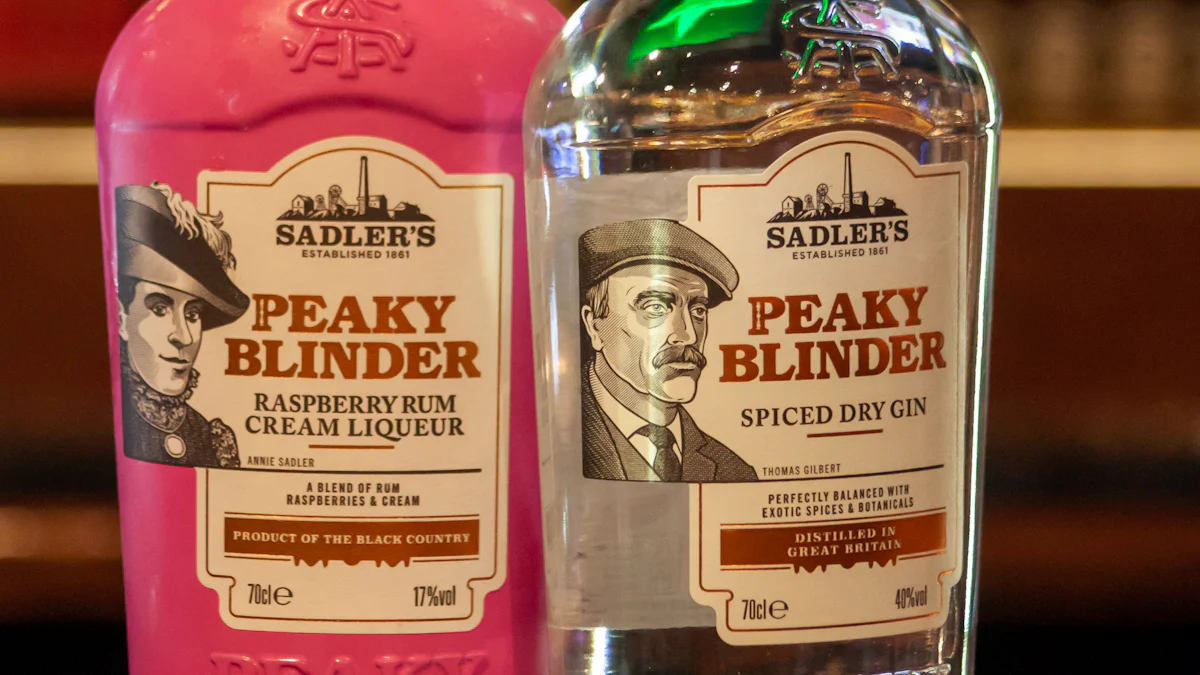 SADLER'S
ESTABLISHED 1861
PEAKY
BLINDER
RASPBERRY RUM
CREAM LIQUEUR
ANNIE SADLER
A BLEND OF RUM
RASPBERRIES & CREAM
PRODUCT OF THE BLACK COUNTRY
70cl e 17%vol
PEAKY
SADLER'S
ESTABLISHED 1861
PEAKY
BLINDER
SPICED DRY GIN
THOMAS GILBERT
PERFECTLY BALANCED WITH
EXOTIC SPICES & BOTANICALS
DISTILLED IN
GREAT BRITAIN
70cl e 40%vol